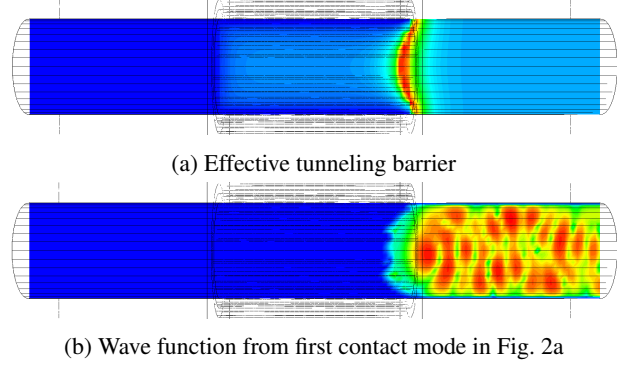 (a) Effective tunneling barrier
(b) Wave function from first contact mode in Fig. 2a